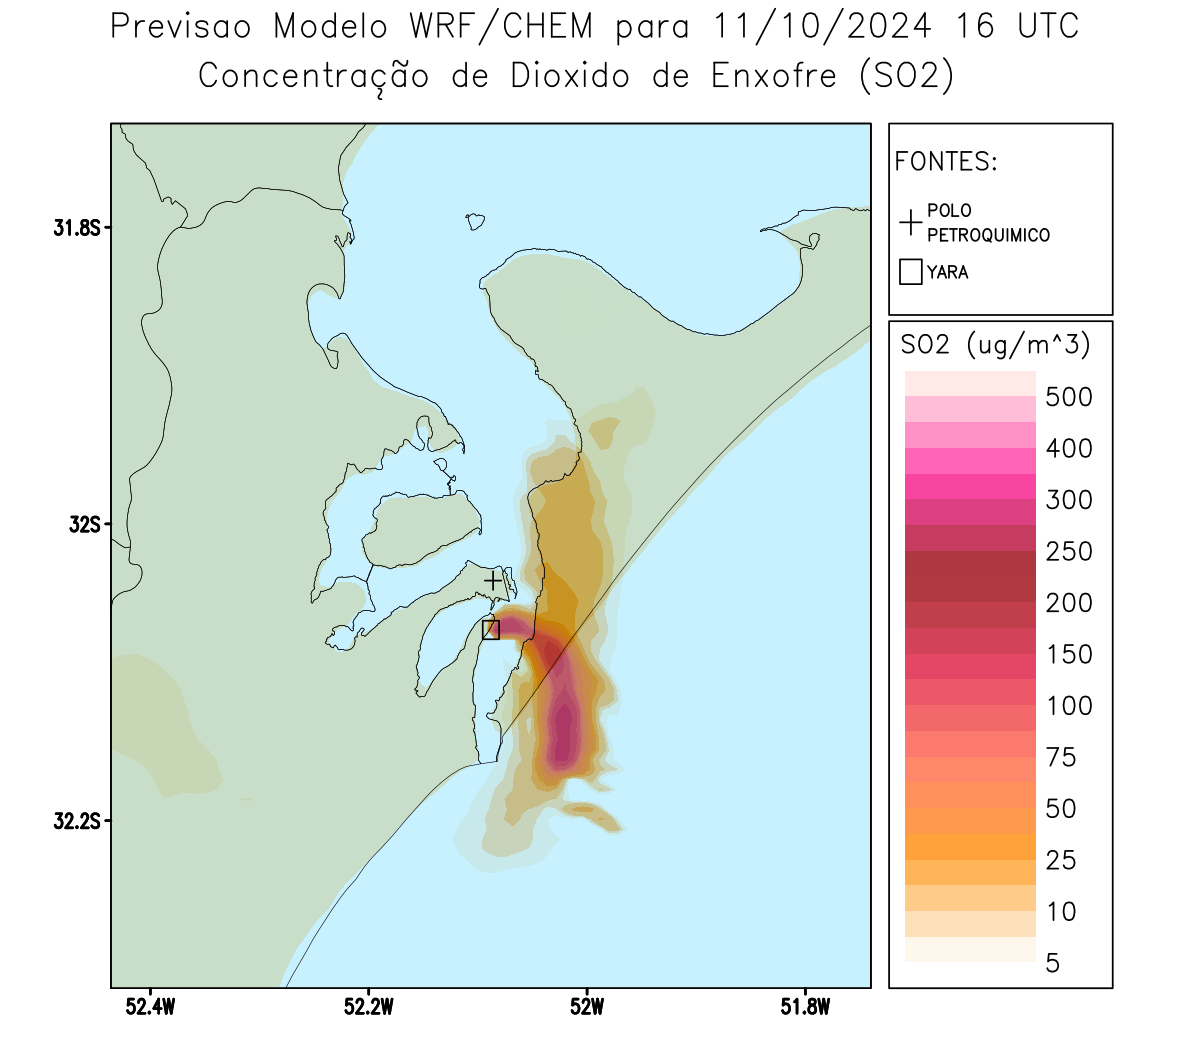 Previsao Modelo WRF/CHEM para 11/10/2024 16 UTC
Concentração de Dioxido de Enxofre (SO2)
FONTES:
POLO
PETROQUIMICO
YARA
31.8S
32S
32.2S
52.4W
52.2W
52W
51.8W
SO2 (ug/m^3)
500
400
300
250
200
150
100
75
50
25
10
5